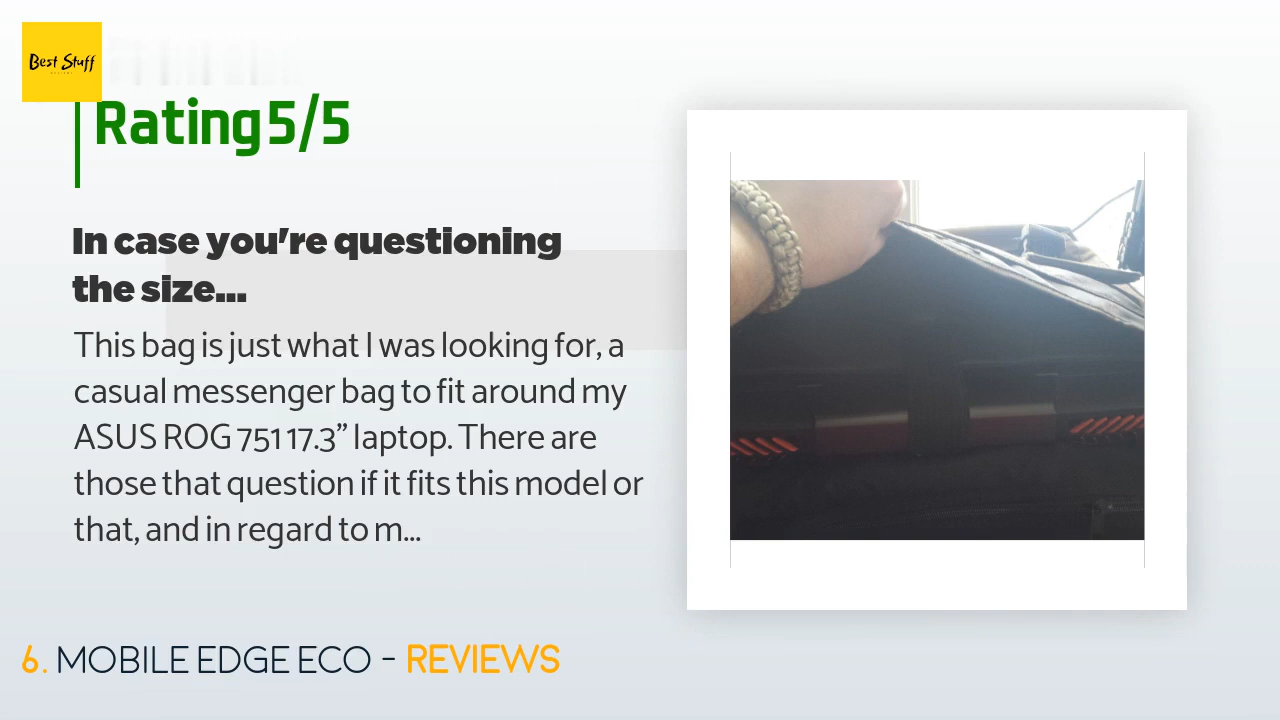 Best Stuff
Rating 5/5
In case you're questioning
the size...
This bag is just what I was looking for, a
casual messenger bag to fit around my
ASUS ROG 751 17.3” laptop. There are
those that question if it fits this model or
that, and in regard to m...
6. MOBILE EDGE ECO - REVIEWS